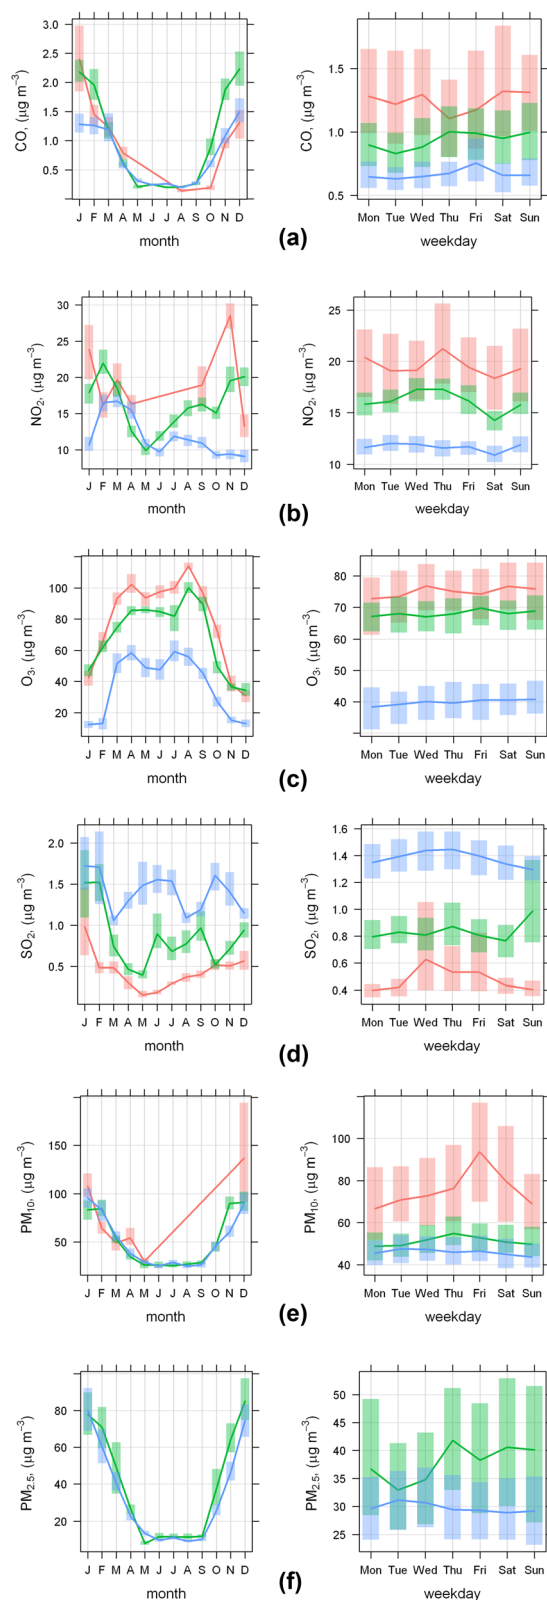 CO, (µg m−3)
3.0
2.5
2.0
1.5
1.0
0.5
J F M A M J J A S O N D
month
CO, (µg m−3)
1.5
1.0
0.5
Mon Tue Wed Thu Fri Sat Sun
weekday
(a)
NO2, (µg m−3)
30
25
20
15
10
J F M A M J J A S O N D
month
NO2, (µg m−3)
25
20
15
10
Mon Tue Wed Thu Fri Sat Sun
weekday
(b)
O3, (µg m−3)
100
80
60
40
20
J F M A M J J A S O N D
month
O3, (µg m−3)
80
70
60
50
40
Mon Tue Wed Thu Fri Sat Sun
weekday
(c)
SO2, (µg m−3)
2.0
1.5
1.0
0.5
J F M A M J J A S O N D
month
SO2, (µg m−3)
1.6
1.4
1.2
1.0
0.8
0.6
0.4
Mon Tue Wed Thu Fri Sat Sun
weekday
(d)
PM10, (µg m−3)
150
100
50
J F M A M J J A S O N D
month
PM10, (µg m−3)
100
80
60
40
Mon Tue Wed Thu Fri Sat Sun
weekday
(e)
PM2.5, (µg m−3)
80
60
40
20
J F M A M J J A S O N D
month
PM2.5, (µg m−3)
50
45
40
35
30
25
Mon Tue Wed Thu Fri Sat Sun
weekday
(f)